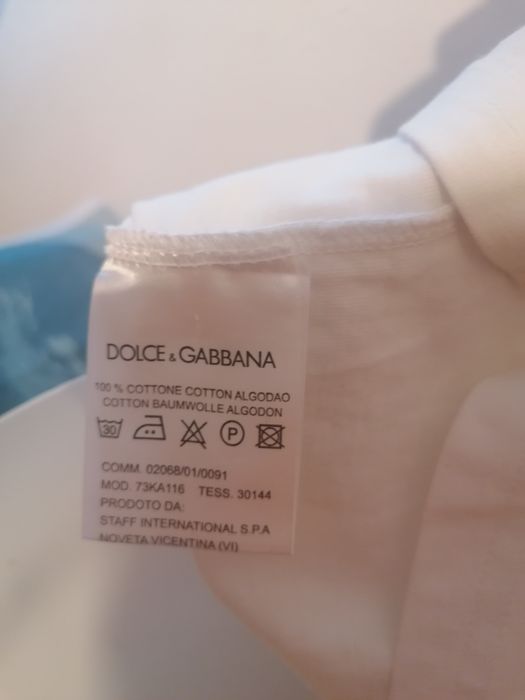 DOLCE & GABBANA
100 % COTTONE COTTON ALGODAO
COTTON BAUMWOLLE ALGODON
30 P
COMM. 02068/01/0091
MOD. 73KA116 TESS. 30144
PRODOTO DA:
STAFF INTERNATIONAL S.P.A
NOVETA VICENTINA (VI)